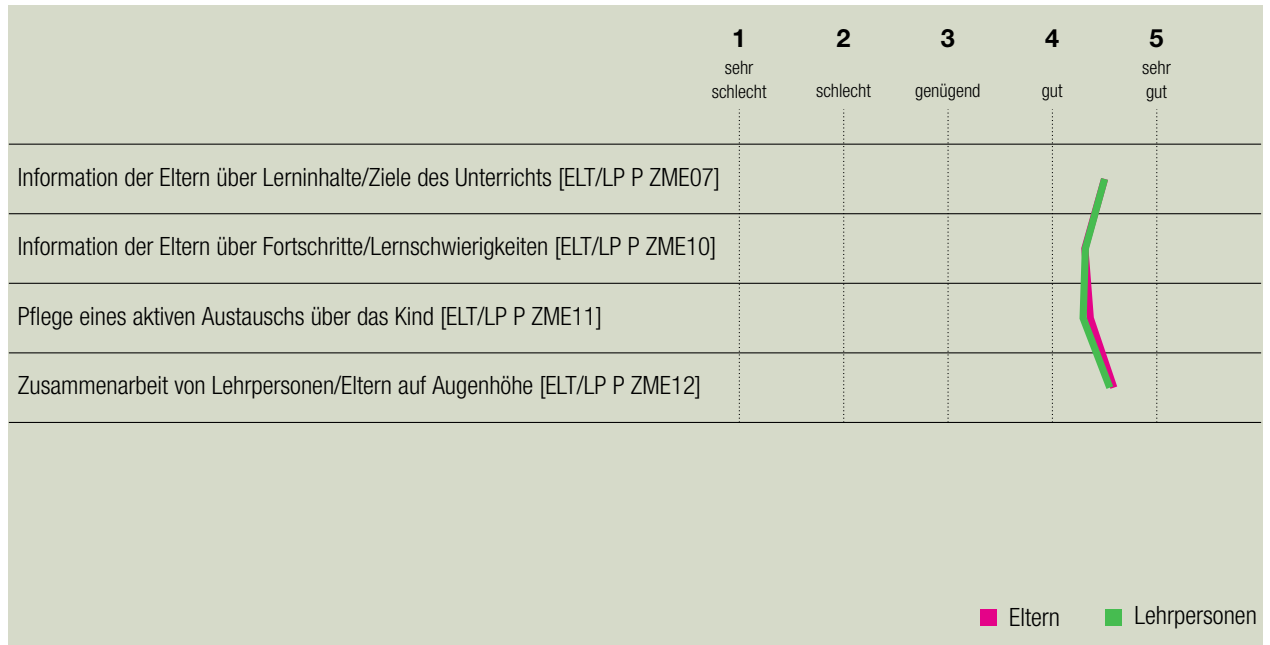 1 2 3 4 5
sehr schlecht schlecht genügend gut sehr gut
Information der Eltern über Lerninhalte/Ziele des Unterrichts [ELT/LP P ZME07]
Information der Eltern über Fortschritte/Lernschwierigkeiten [ELT/LP P ZME10]
Pflege eines aktiven Austauschs über das Kind [ELT/LP P ZME11]
Zusammenarbeit von Lehrpersonen/Eltern auf Augenhöhe [ELT/LP P ZME12]
Eltern Lehrpersonen